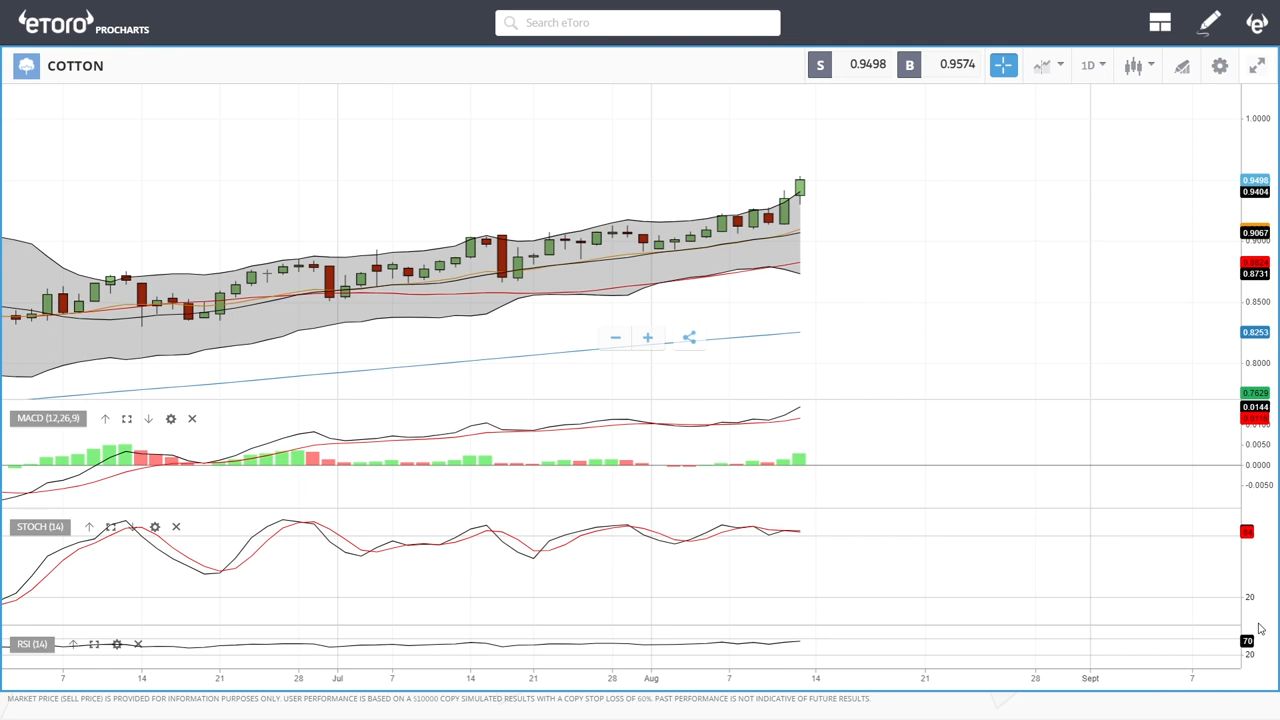 eToro PROCHARTS
Search eToro
COTTON
S 0.9498 B 0.9574
1D
1.0000
0.9498
0.9404
0.9067
0.9000
0.8731
0.8500
0.8253
0.8000
0.7629
MACD (12,26,9)
0.0144
0.0050
0.0000
-0.0050
STOCH (14)
20
RSI (14)
70
20
7 14 21 28 Jul 7 14 21 28 Aug 7 14 21 28 Sept 7
MARKET PRICE (SELL PRICE) IS PROVIDED FOR INFORMATION PURPOSES ONLY. USER PERFORMANCE IS BASED ON A $10000 COPY SIMULATED RESULTS WITH A COPY STOP LOSS OF 60%. PAST PERFORMANCE IS NOT INDICATIVE OF FUTURE RESULTS.